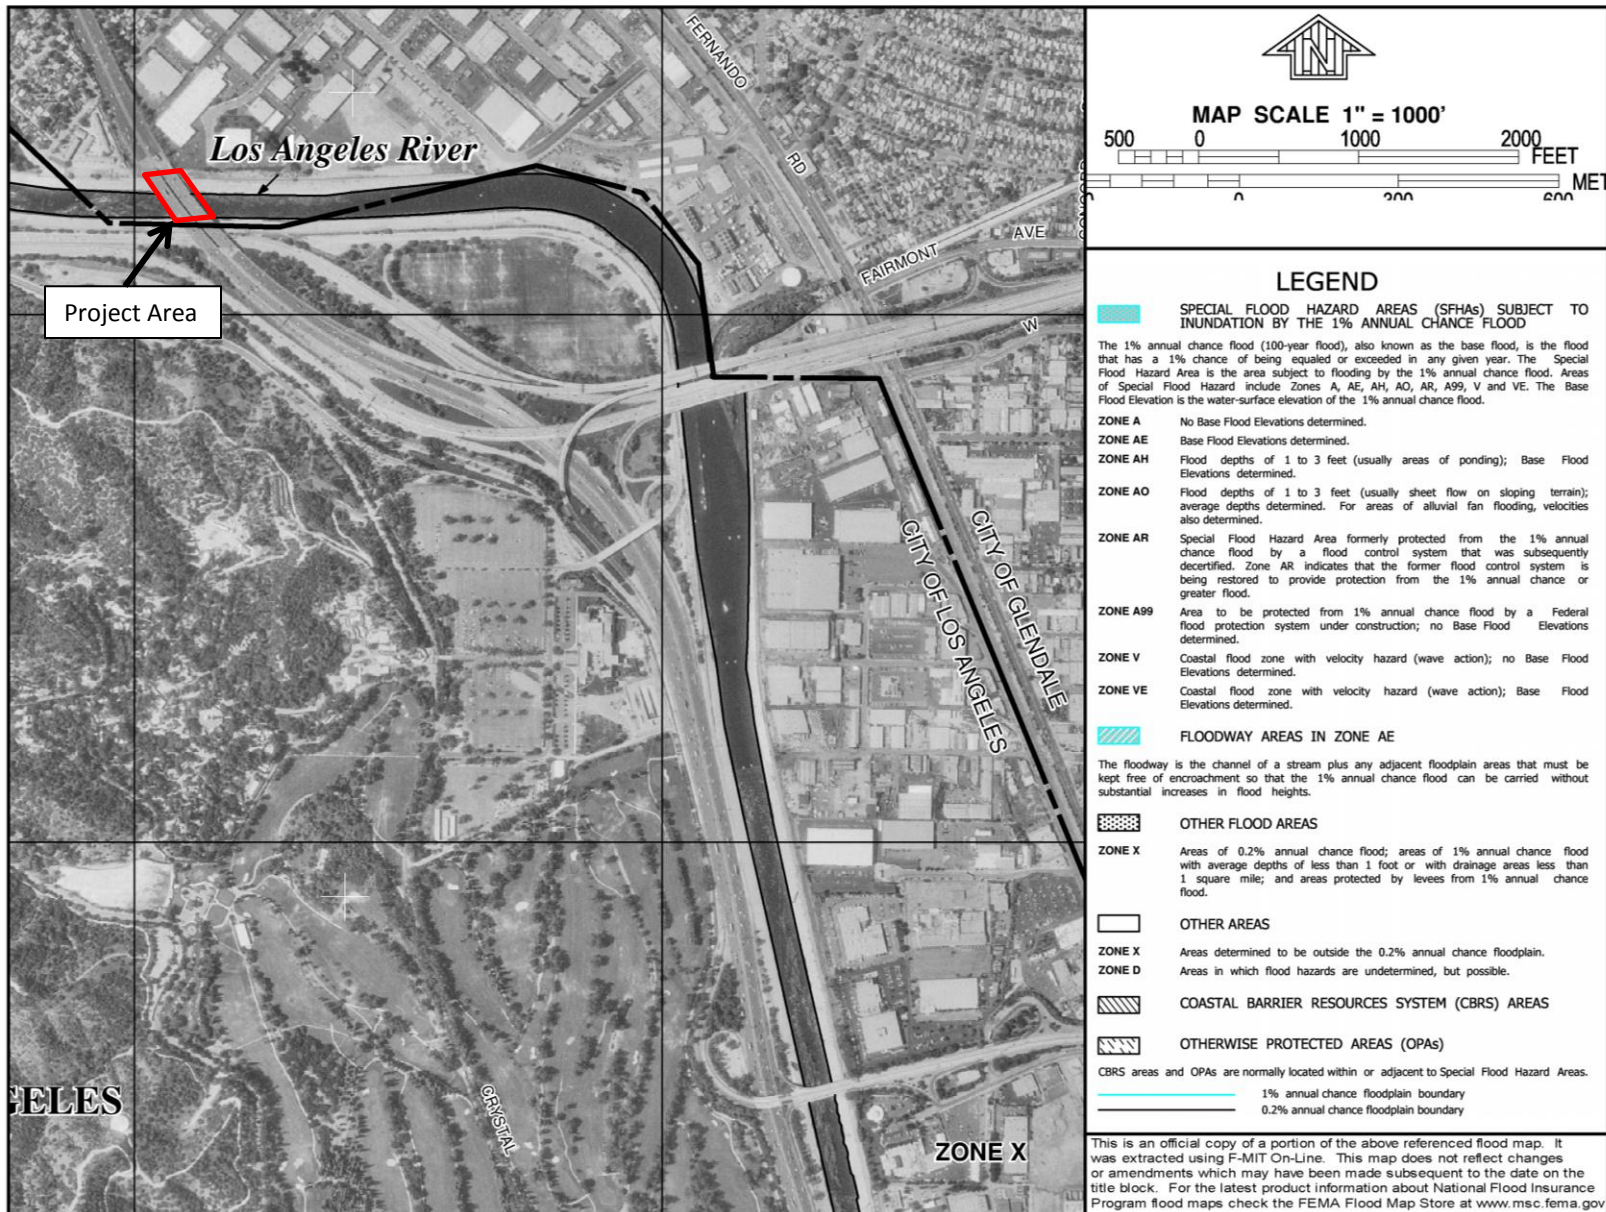 FERNANDO
RD
Los Angeles River
Project Area
FAIRMONT
AVE
W
CITY OF GLENDALE
CITY OF LOS ANGELES
GELES
CRYSTAL
ZONE X
N
MAP SCALE 1" = 1000'
500 0 1000 2000
FEET
MET
LEGEND
SPECIAL FLOOD HAZARD AREAS (SFHAs) SUBJECT TO
INUNDATION BY THE 1% ANNUAL CHANCE FLOOD
The 1% annual chance flood (100-year flood), also known as the base flood, is the flood
that has a 1% chance of being equaled or exceeded in any given year. The Special
Flood Hazard Area is the area subject to flooding by the 1% annual chance flood. Areas
of Special Flood Hazard include Zones A, AE, AH, AO, AR, A99, V and VE. The Base
Flood Elevation is the water-surface elevation of the 1% annual chance flood.
ZONE A No Base Flood Elevations determined.
ZONE AE Base Flood Elevations determined.
ZONE AH Flood depths of 1 to 3 feet (usually areas of ponding); Base Flood
Elevations determined.
ZONE AO Flood depths of 1 to 3 feet (usually sheet flow on sloping terrain);
average depths determined. For areas of alluvial fan flooding, velocities
also determined.
ZONE AR Special Flood Hazard Area formerly protected from the 1% annual
chance flood by a flood control system that was subsequently
decertified. Zone AR indicates that the former flood control system is
being restored to provide protection from the 1% annual chance or
greater flood.
ZONE A99 Area to be protected from 1% annual chance flood by a Federal
flood protection system under construction; no Base Flood Elevations
determined.
ZONE V Coastal flood zone with velocity hazard (wave action); no Base Flood
Elevations determined.
ZONE VE Coastal flood zone with velocity hazard (wave action); Base Flood
Elevations determined.
FLOODWAY AREAS IN ZONE AE
The floodway is the channel of a stream plus any adjacent floodplain areas that must be
kept free of encroachment so that the 1% annual chance flood can be carried without
substantial increases in flood heights.
OTHER FLOOD AREAS
ZONE X Areas of 0.2% annual chance flood; areas of 1% annual chance flood
with average depths of less than 1 foot or with drainage areas less than
1 square mile; and areas protected by levees from 1% annual chance
flood.
OTHER AREAS
ZONE X Areas determined to be outside the 0.2% annual chance floodplain.
ZONE D Areas in which flood hazards are undetermined, but possible.
COASTAL BARRIER RESOURCES SYSTEM (CBRS) AREAS
OTHERWISE PROTECTED AREAS (OPAs)
CBRS areas and OPAs are normally located within or adjacent to Special Flood Hazard Areas.
1% annual chance floodplain boundary
0.2% annual chance floodplain boundary
This is an official copy of a portion of the above referenced flood map. It
was extracted using F-MIT On-Line. This map does not reflect changes
or amendments which may have been made subsequent to the date on the
title block. For the latest product information about National Flood Insurance
Program flood maps check the FEMA Flood Map Store at www.msc.fema.gov